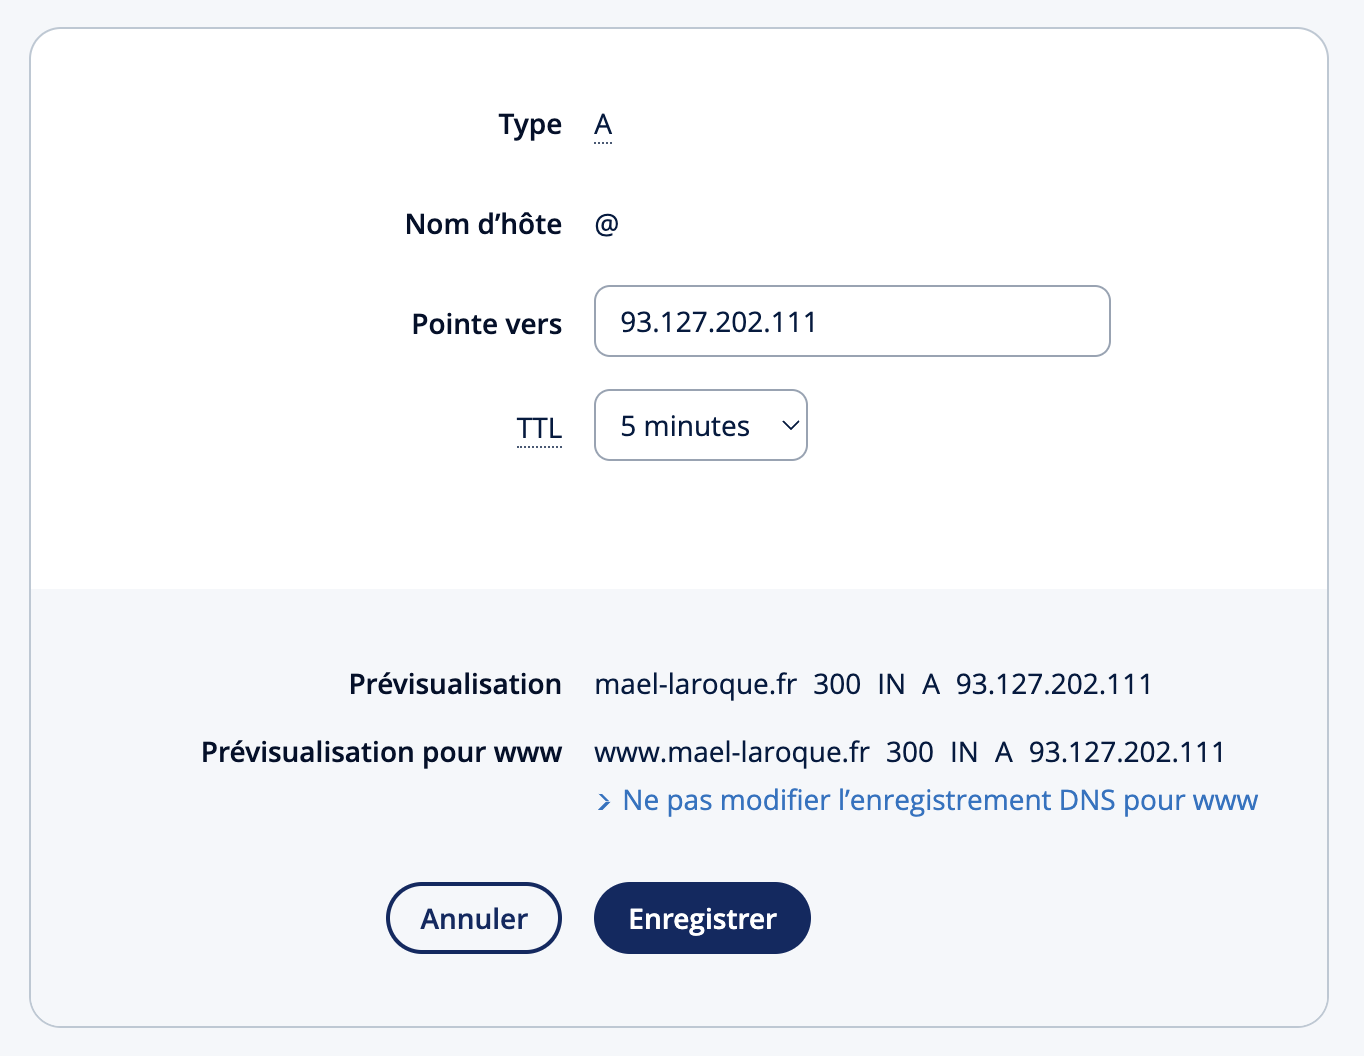 Type A
Nom d’hôte @
Pointe vers 93.127.202.111
TTL 5 minutes
Prévisualisation mael-laroque.fr 300 IN A 93.127.202.111
Prévisualisation pour www www.mael-laroque.fr 300 IN A 93.127.202.111
Ne pas modifier l’enregistrement DNS pour www
Annuler Enregistrer